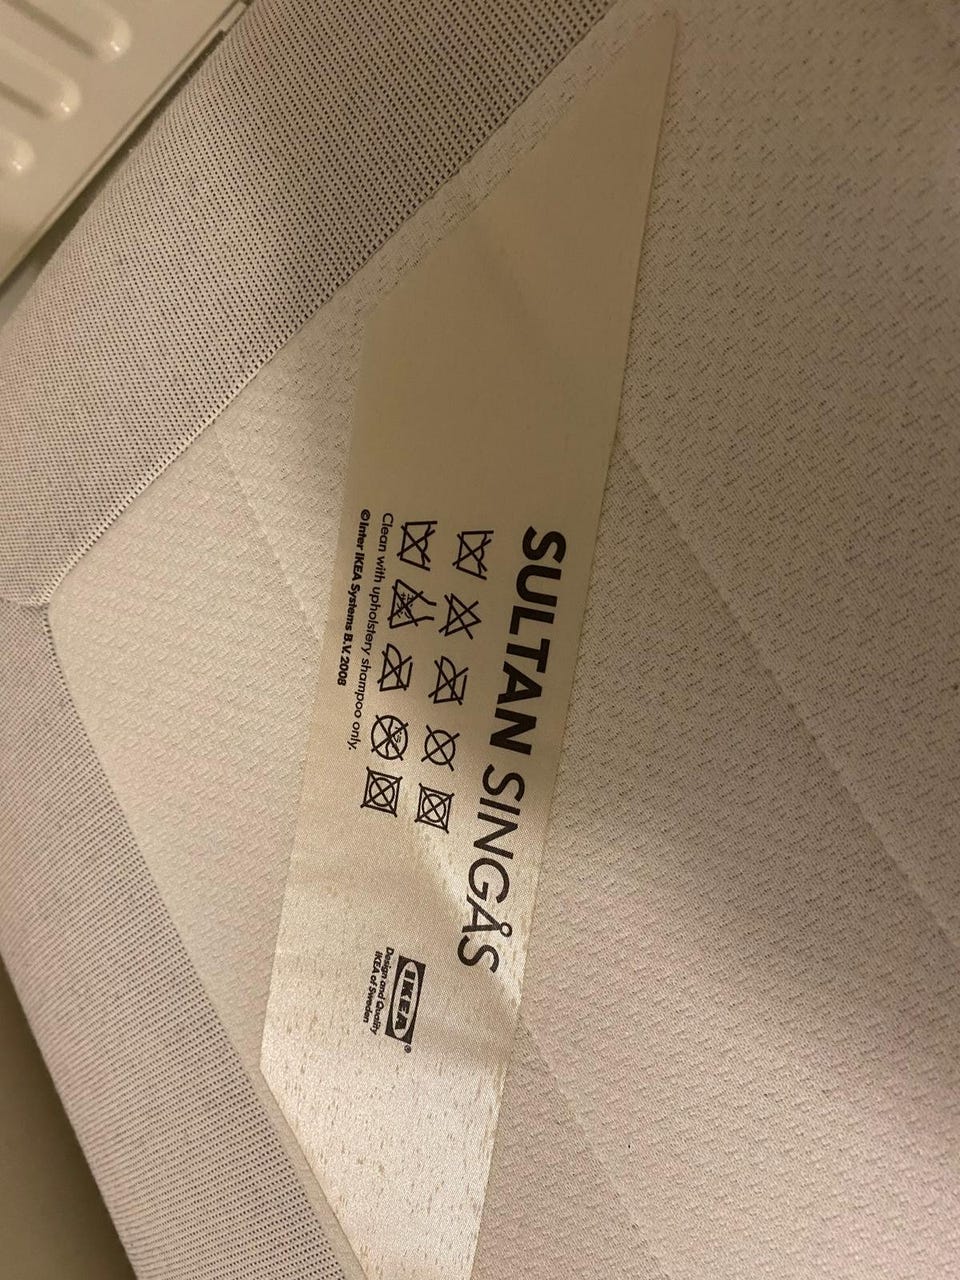 SULTAN SINGÅS
Clean with upholstery shampoo only.
© Inter IKEA Systems B.V. 2008
IKEA®
Design and Quality
IKEA of Sweden